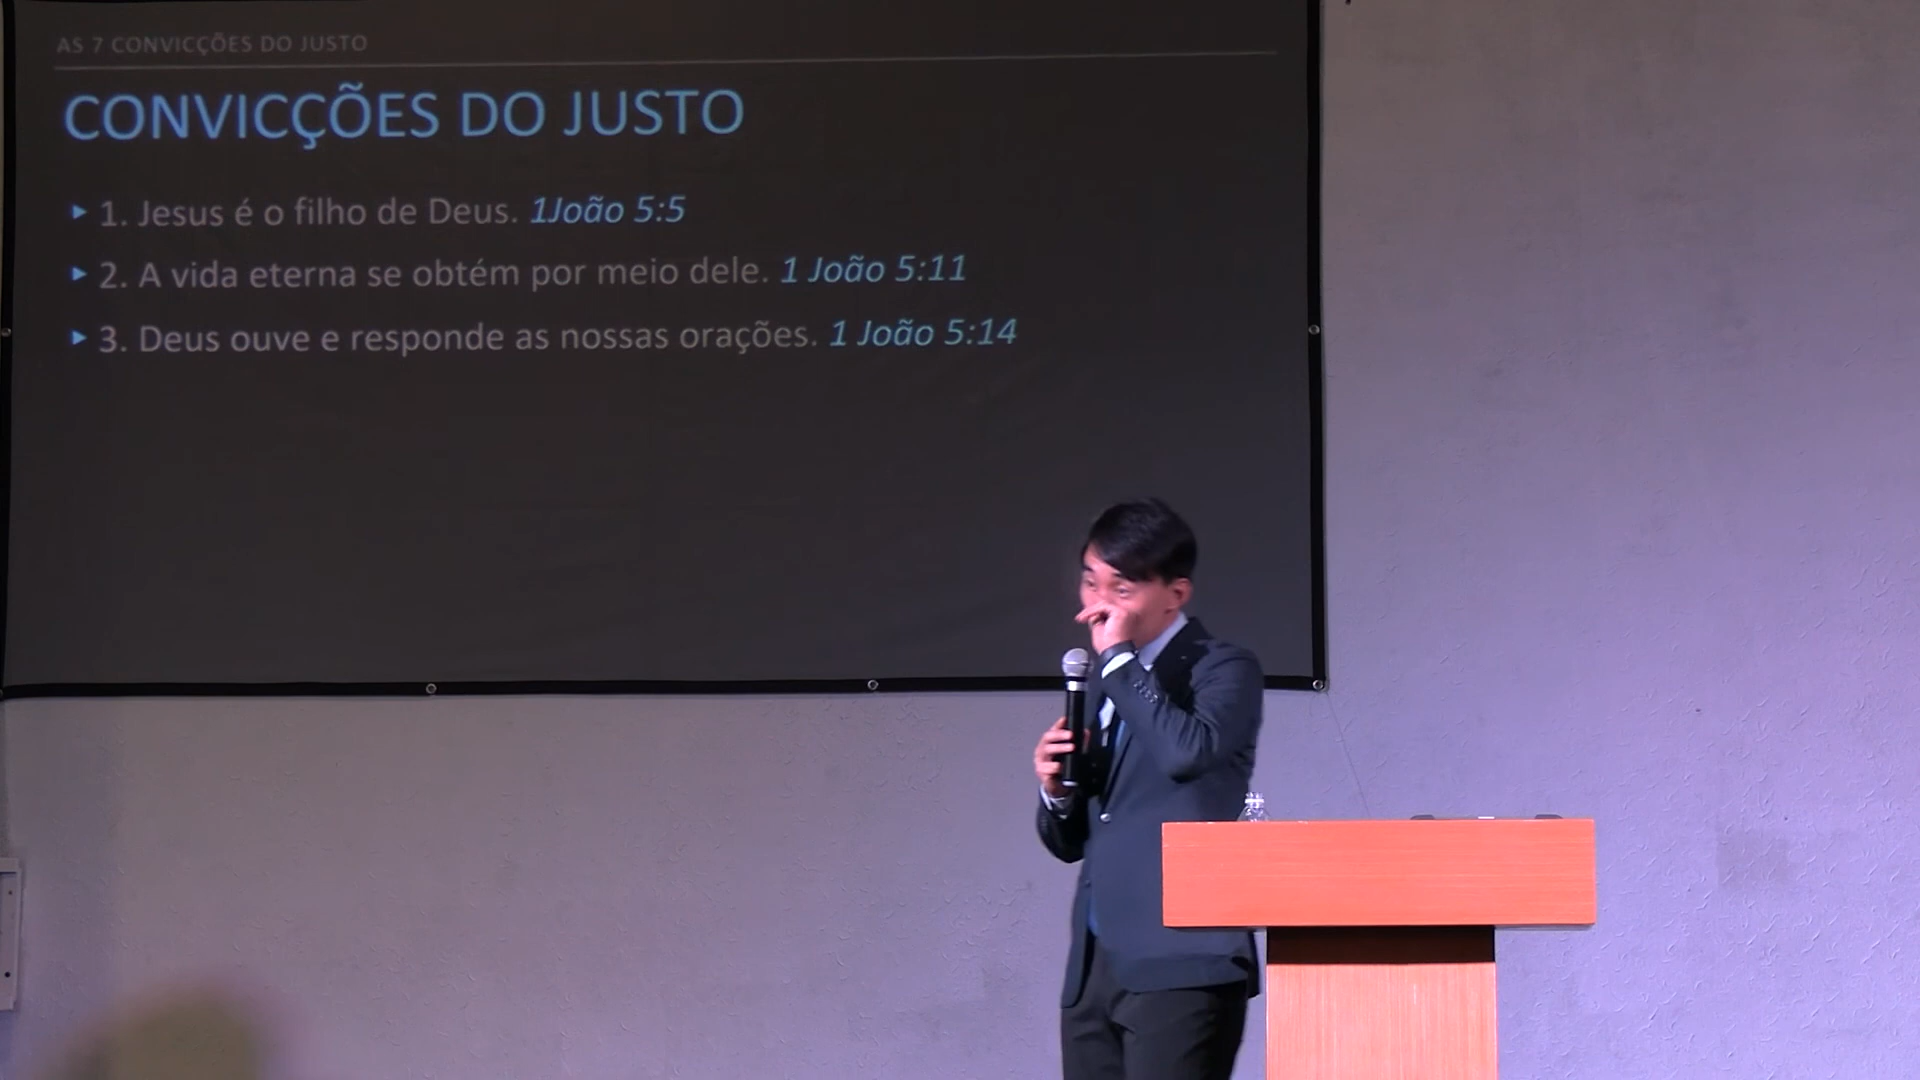 AS 7 CONVICÇÕES DO JUSTO
CONVICÇÕES DO JUSTO
▸ 1. Jesus é o filho de Deus. 1João 5:5
▸ 2. A vida eterna se obtém por meio dele. 1 João 5:11
▸ 3. Deus ouve e responde as nossas orações. 1 João 5:14